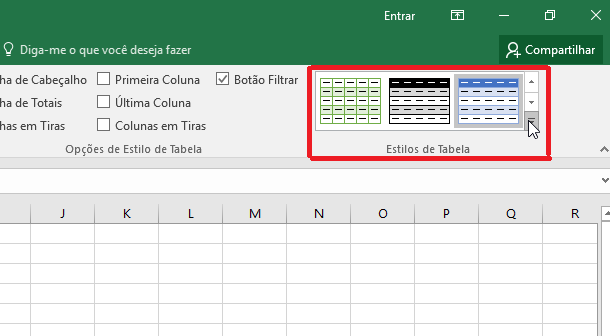 Entrar
Diga-me o que você deseja fazer
Compartilhar
ha de Cabeçalho Primeira Coluna Botão Filtrar
ha de Totais Última Coluna
has em Tiras Colunas em Tiras
Opções de Estilo de Tabela Estilos de Tabela
J K L M N O P Q R